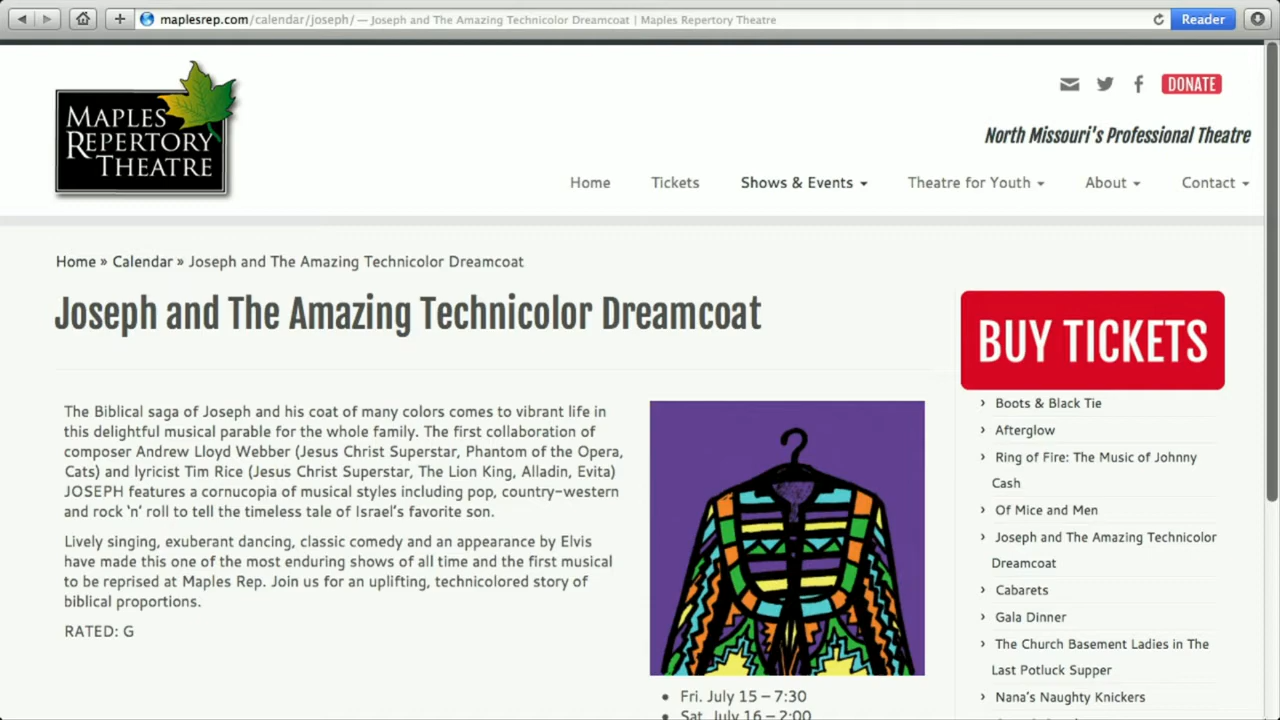 maplesrep.com/calendar/joseph/ — Joseph and The Amazing Technicolor Dreamcoat | Maples Repertory Theatre
Reader
MAPLES
REPERTORY
THEATRE
DONATE
North Missouri's Professional Theatre
Home
Tickets
Shows & Events
Theatre for Youth
About
Contact
Home » Calendar » Joseph and The Amazing Technicolor Dreamcoat
Joseph and The Amazing Technicolor Dreamcoat
The Biblical saga of Joseph and his coat of many colors comes to vibrant life in
this delightful musical parable for the whole family. The first collaboration of
composer Andrew Lloyd Webber (Jesus Christ Superstar, Phantom of the Opera,
Cats) and lyricist Tim Rice (Jesus Christ Superstar, The Lion King, Alladin, Evita)
JOSEPH features a cornucopia of musical styles including pop, country-western
and rock ‘n’ roll to tell the timeless tale of Israel’s favorite son.
Lively singing, exuberant dancing, classic comedy and an appearance by Elvis
have made this one of the most enduring shows of all time and the first musical
to be reprised at Maples Rep. Join us for an uplifting, technicolored story of
biblical proportions.
RATED: G
Fri. July 15 – 7:30
Sat. July 16 – 2:00
BUY TICKETS
Boots & Black Tie
Afterglow
Ring of Fire: The Music of Johnny
Cash
Of Mice and Men
Joseph and The Amazing Technicolor
Dreamcoat
Cabarets
Gala Dinner
The Church Basement Ladies in The
Last Potluck Supper
Nana’s Naughty Knickers